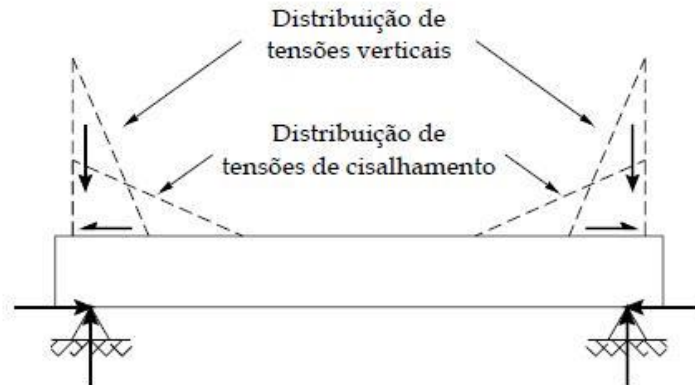 Distribuição de
tensões verticais
Distribuição de
tensões de cisalhamento